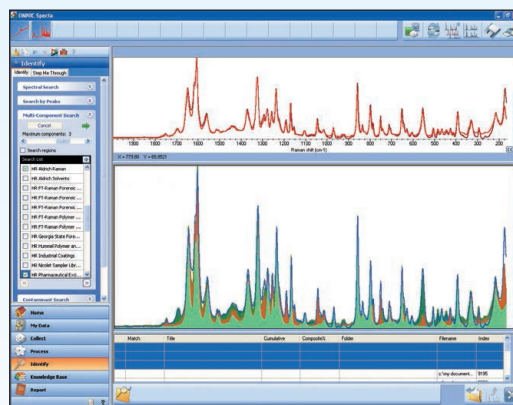 OMNIC Specta
Identify
Identify Step Me Through
Spectral Search
Search by Peaks
Multi-Component Search
Cancel
Maximum components: 3
Search regions
Search List
HR Aldrich Raman
HR Aldrich Solvents
HR FT-Raman Forensic ...
HR FT-Raman Forensic ...
HR FT-Raman Forensic ...
HR FT-Raman Polymer ...
HR FT-Raman Polymer ...
HR Georgia State Fore...
HR Hummel Polymer an...
HR Industrial Coatings
HR Nicolet Sampler Libr...
HR Pharmaceutical Exci...
Contaminant Search
Home
My Data
Collect
Process
Identify
Knowledge Base
Report
1900 1800 1700 1600 1500 1400 1300 1200 1100 1000 900 800 700 600 500 400 300 200
Raman shift (cm-1)
Match Title Cumulative Composite% Folder Filename Index
c:\my document... 9195